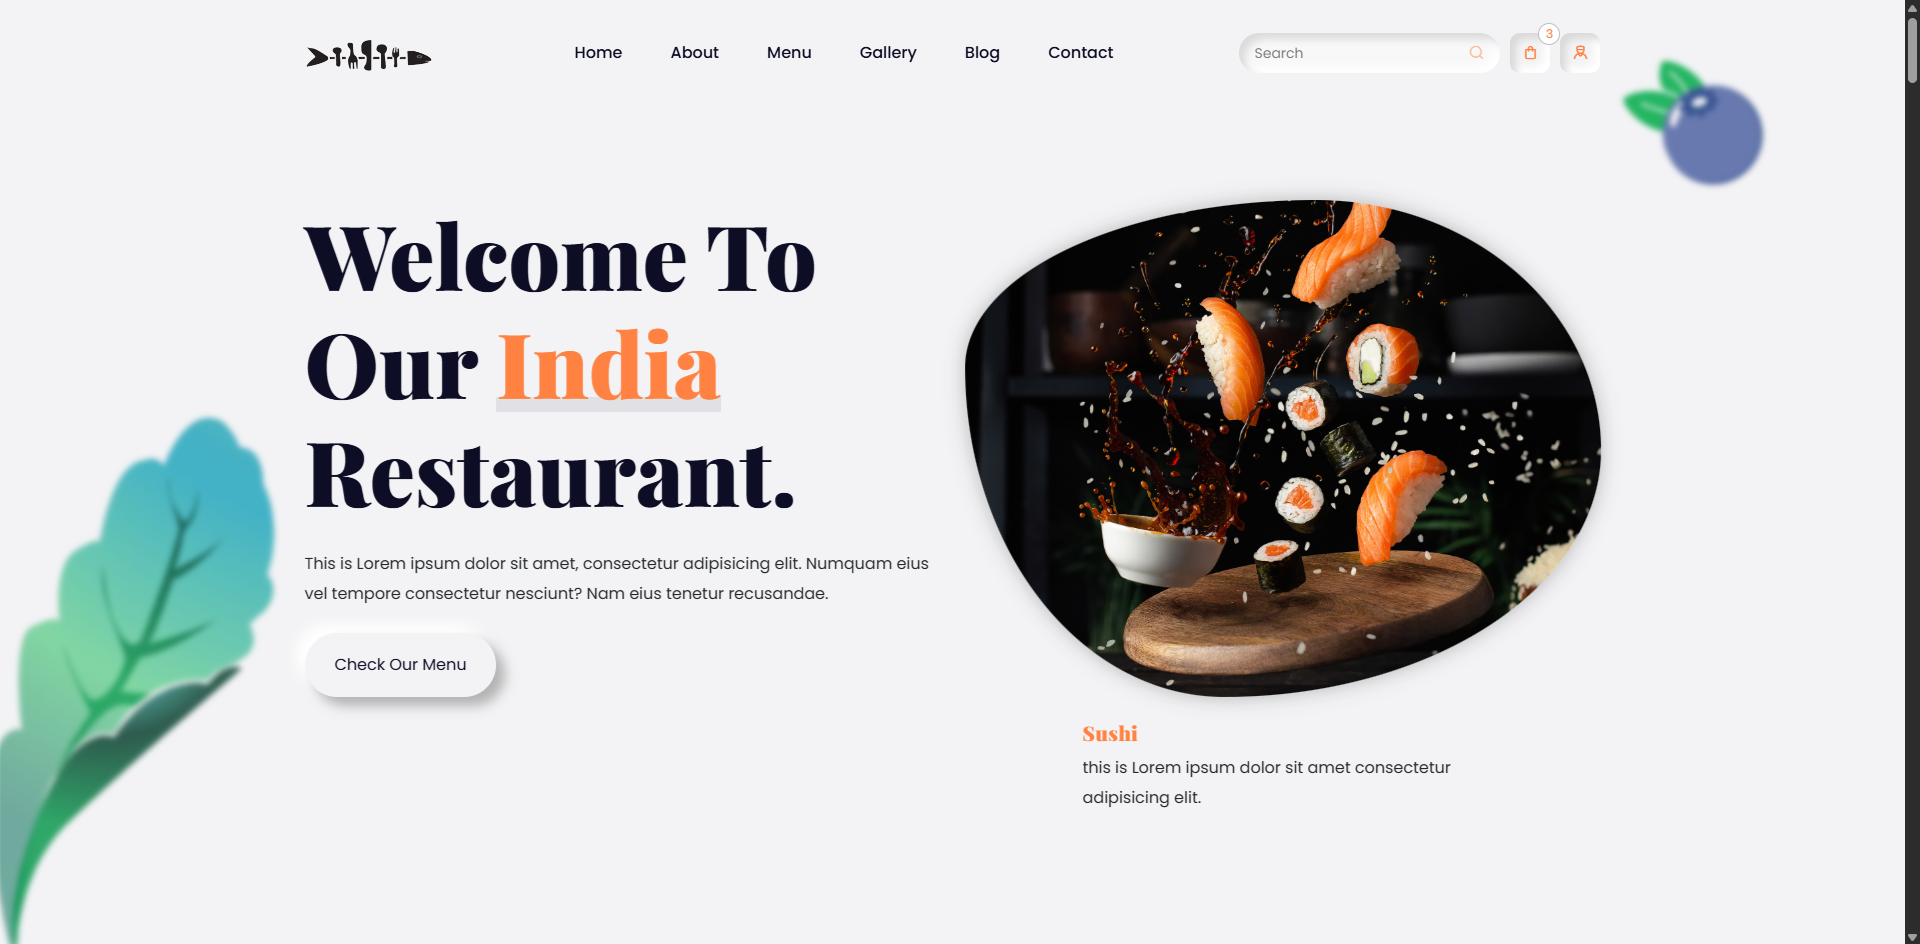 Home About Menu Gallery Blog Contact
Search
3
Welcome To
Our India
Restaurant.
This is Lorem ipsum dolor sit amet, consectetur adipisicing elit. Numquam eius
vel tempore consectetur nesciunt? Nam eius tenetur recusandae.
Check Our Menu
Sushi
this is Lorem ipsum dolor sit amet consectetur
adipisicing elit.